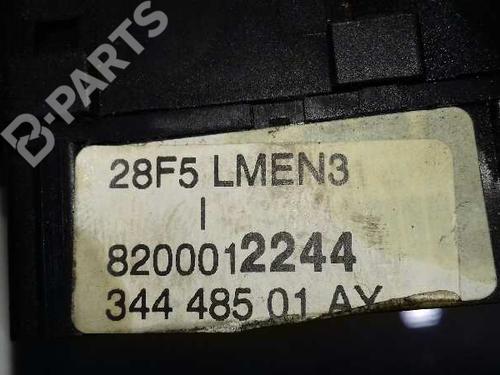 B-PARTS
28F5 LMEN3
I
8200012244
344 485 01 AY